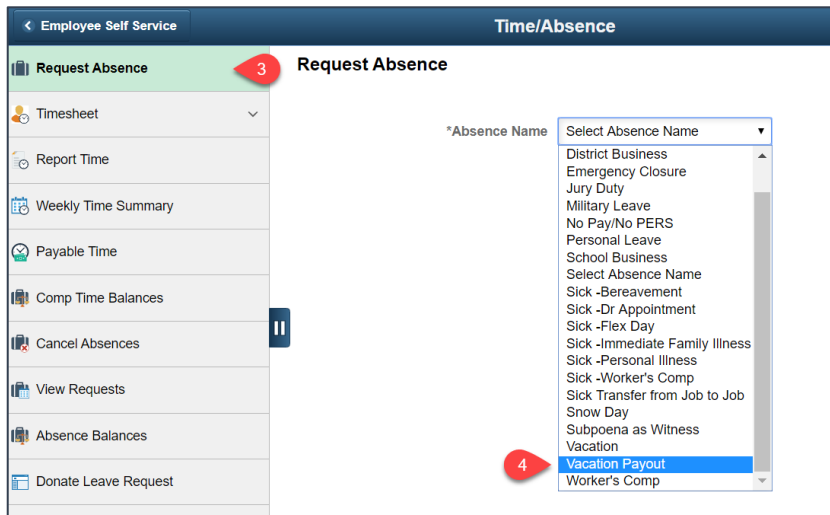 Employee Self Service
Time/Absence
Request Absence
3
Timesheet
Report Time
Weekly Time Summary
Payable Time
Comp Time Balances
Cancel Absences
View Requests
Absence Balances
Donate Leave Request
Request Absence
*Absence Name
Select Absence Name
District Business
Emergency Closure
Jury Duty
Military Leave
No Pay/No PERS
Personal Leave
School Business
Select Absence Name
Sick -Bereavement
Sick -Dr Appointment
Sick -Flex Day
Sick -Immediate Family Illness
Sick -Personal Illness
Sick -Worker's Comp
Sick Transfer from Job to Job
Snow Day
Subpoena as Witness
Vacation
4
Vacation Payout
Worker's Comp